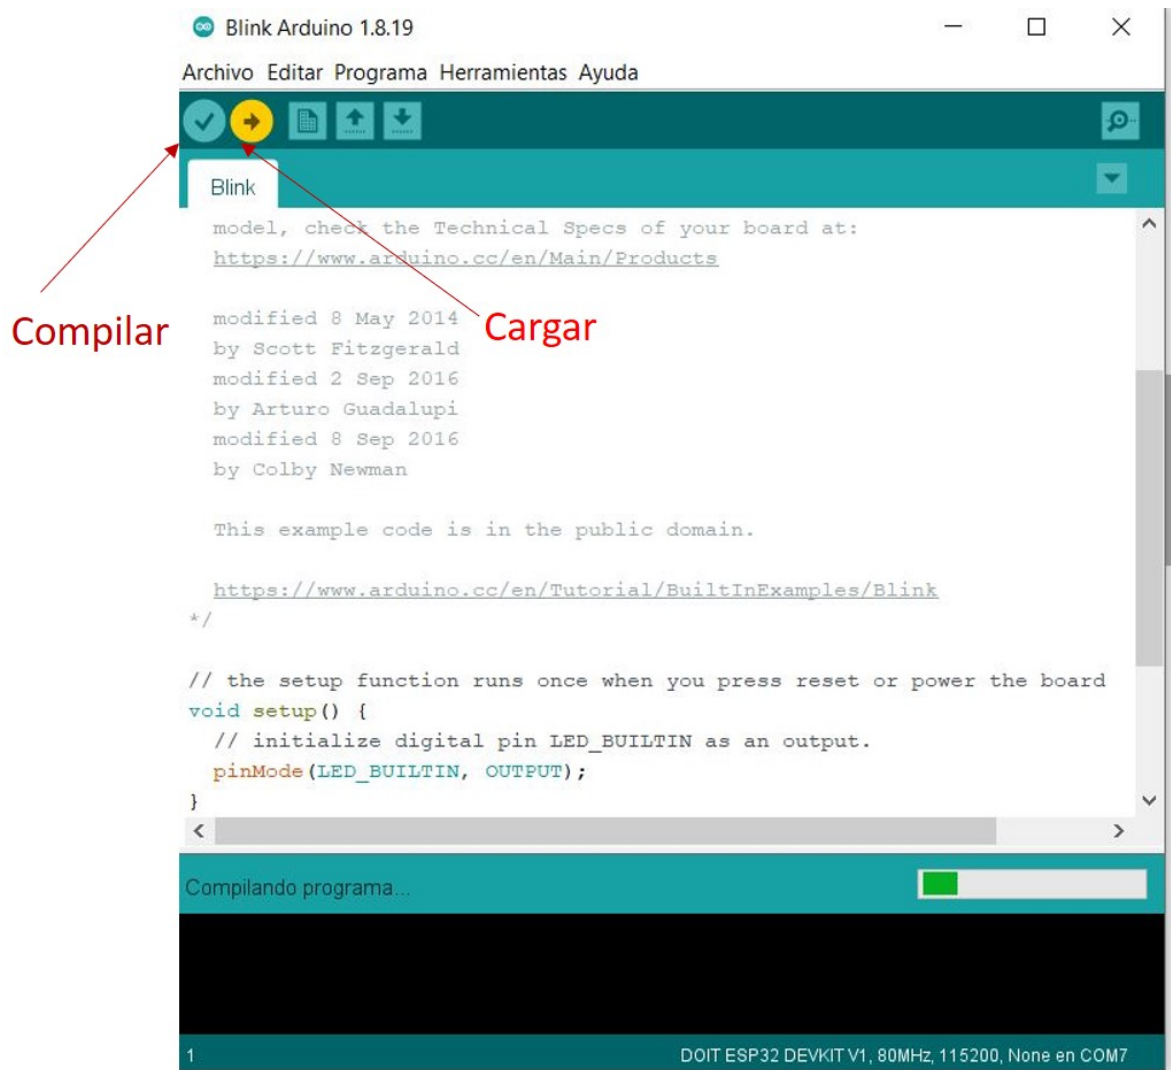 Blink Arduino 1.8.19
Archivo Editar Programa Herramientas Ayuda
Blink
model, check the Technical Specs of your board at:
https://www.arduino.cc/en/Main/Products
Compilar
Cargar
modified 8 May 2014
by Scott Fitzgerald
modified 2 Sep 2016
by Arturo Guadalupi
modified 8 Sep 2016
by Colby Newman
This example code is in the public domain.
https://www.arduino.cc/en/Tutorial/BuiltInExamples/Blink
*/
// the setup function runs once when you press reset or power the board
void setup() {
// initialize digital pin LED_BUILTIN as an output.
pinMode(LED_BUILTIN, OUTPUT);
}
Compilando programa...
1
DOIT ESP32 DEVKIT V1, 80MHz, 115200, None en COM7